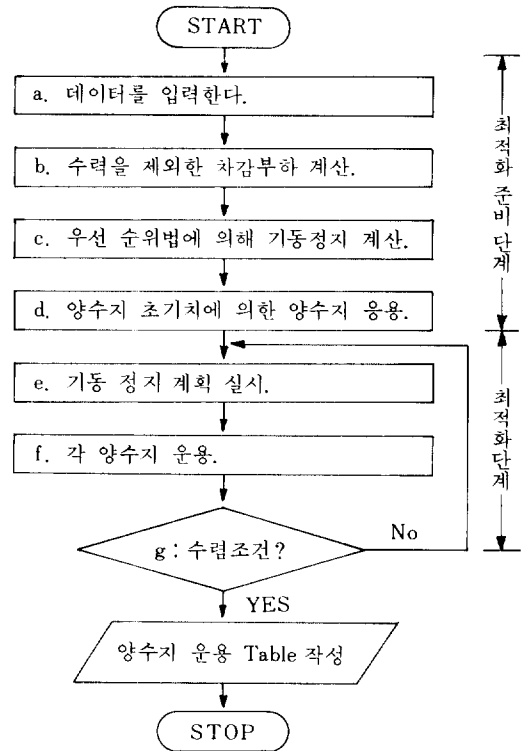 START
a. 데이터를 입력한다.
b. 수력을 제외한 차감부하 계산.
c. 우선 순위법에 의해 기동정지 계산.
d. 양수지 초기치에 의한 양수지 응용.
최적화 준비단계
e. 기동 정지 계획 실시.
f. 각 양수지 운용.
g : 수렴조건?
No
최적화단계
YES
양수지 운용 Table 작성
STOP